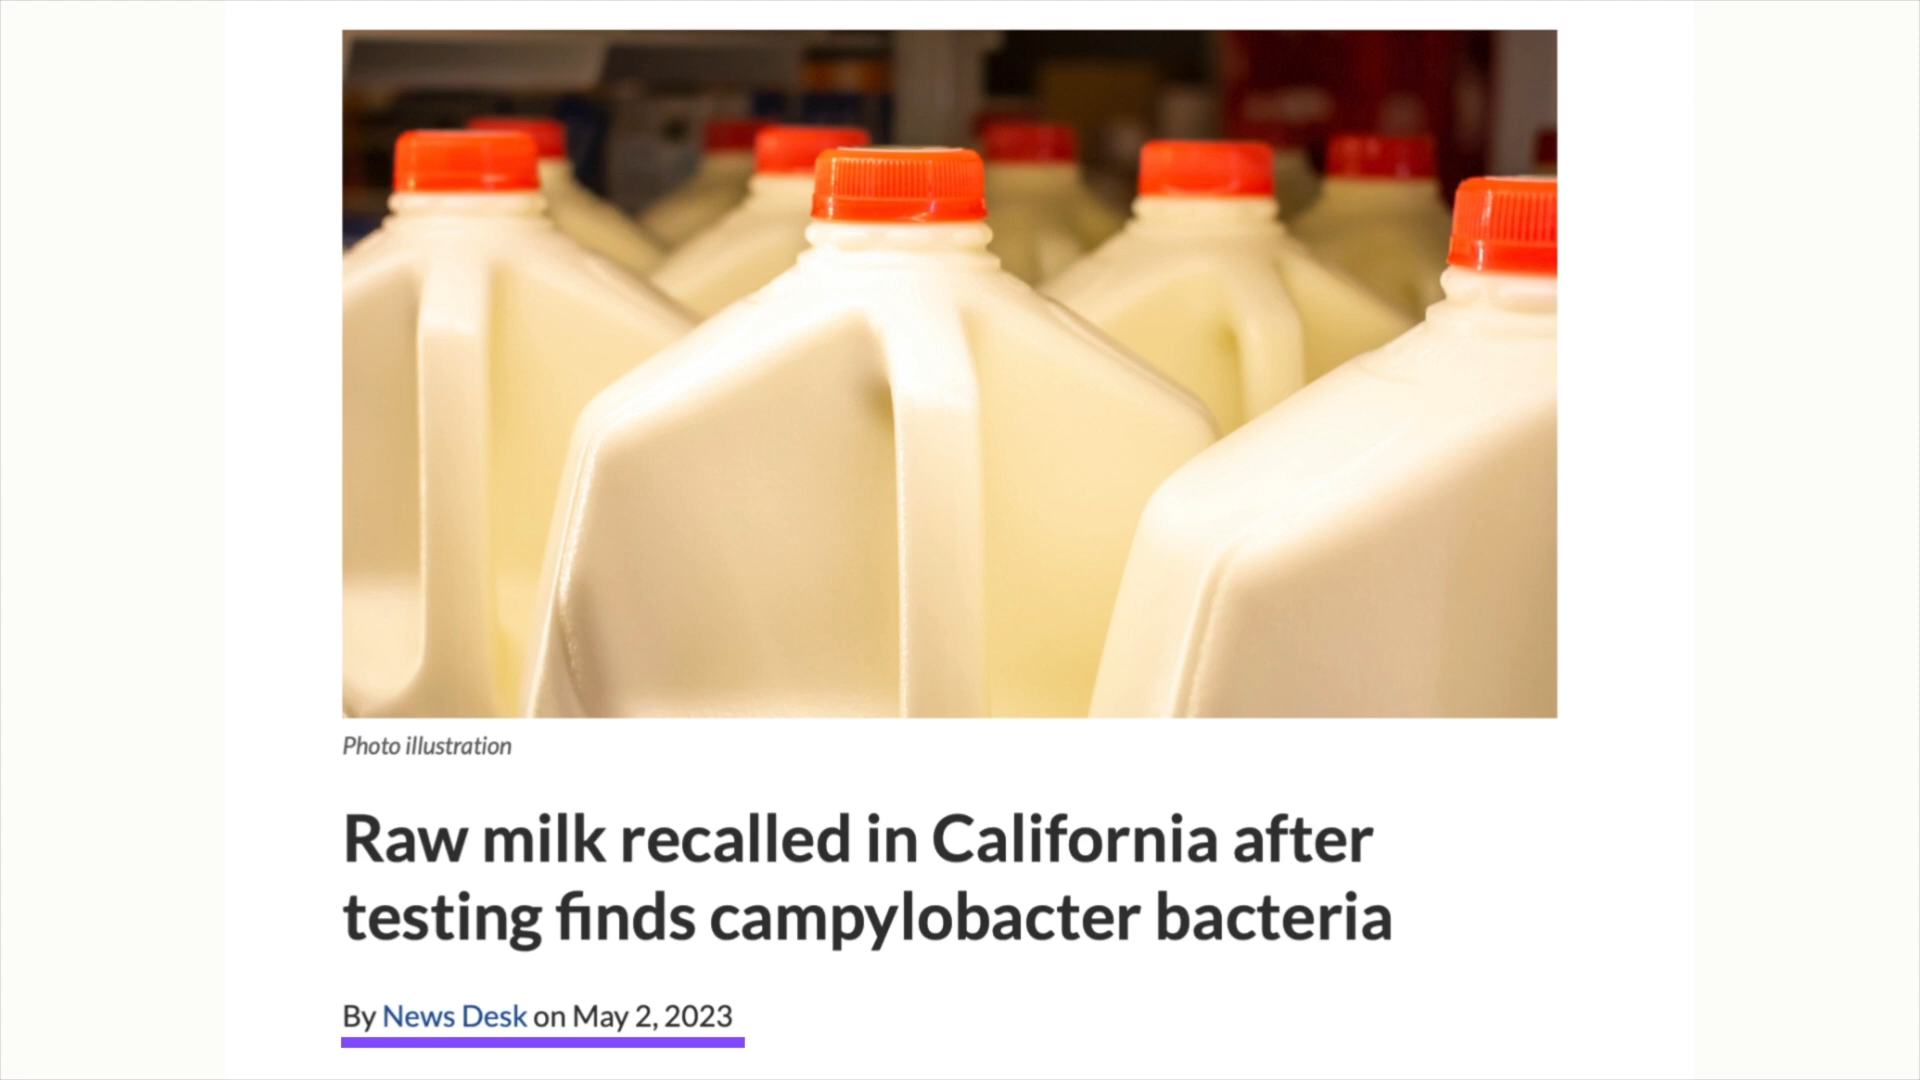 Photo illustration
Raw milk recalled in California after
testing finds campylobacter bacteria
By News Desk on May 2, 2023